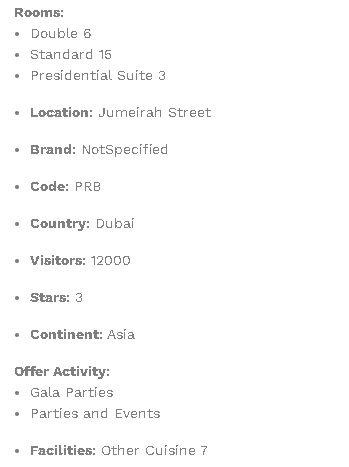 Rooms:
• Double 6
• Standard 15
• Presidential Suite 3
• Location: Jumeirah Street
• Brand: NotSpecified
• Code: PRB
• Country: Dubai
• Visitors: 12000
• Stars: 3
• Continent: Asia
Offer Activity:
• Gala Parties
• Parties and Events
• Facilities: Other Cuisine 7